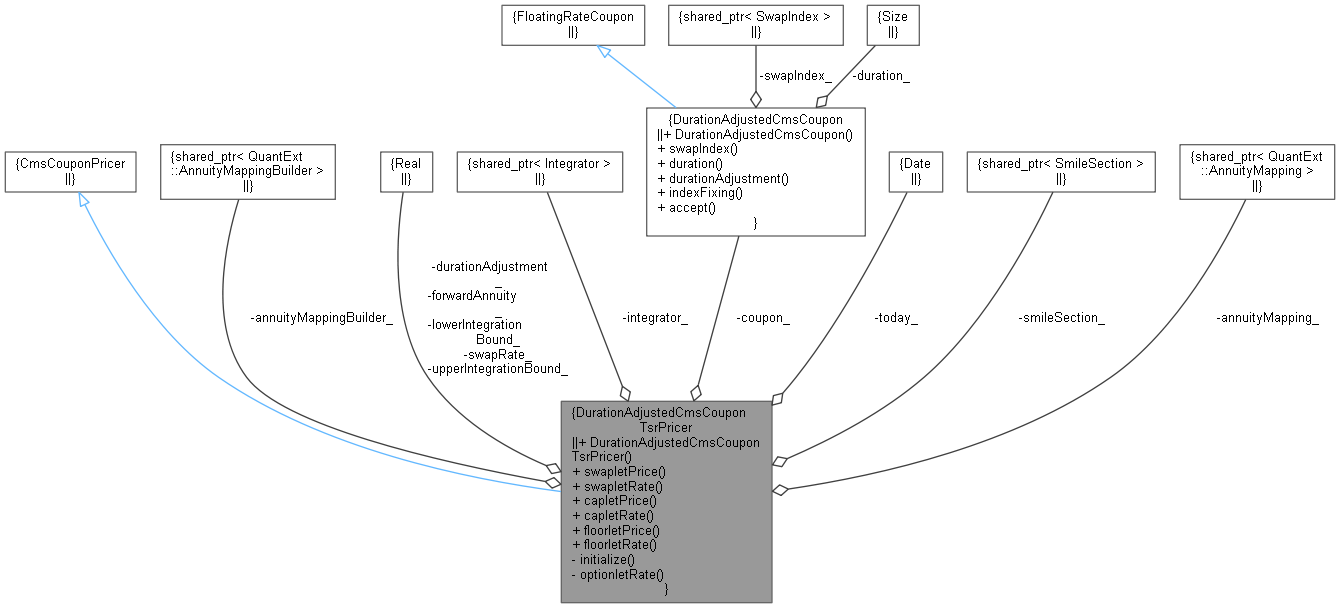 {FloatingRateCoupon
||}
{shared_ptr< SwapIndex >
||}
{Size
||}
-swapIndex_
-duration_
{DurationAdjustedCmsCoupon
||+ DurationAdjustedCmsCoupon()
+ swapIndex()
+ duration()
+ durationAdjustment()
+ indexFixing()
+ accept()
}
{CmsCouponPricer
||}
{shared_ptr< QuantExt
::AnnuityMappingBuilder >
||}
{Real
||}
{shared_ptr< Integrator >
||}
{Date
||}
{shared_ptr< SmileSection >
||}
{shared_ptr< QuantExt
::AnnuityMapping >
||}
-annuityMappingBuilder_
-durationAdjustment
_
-forwardAnnuity
_
-lowerIntegration
Bound_
-swapRate_
-upperIntegrationBound_
-integrator_
-coupon_
-today_
-smileSection_
-annuityMapping_
{DurationAdjustedCmsCoupon
TsrPricer
||+ DurationAdjustedCmsCoupon
TsrPricer()
+ swapletPrice()
+ swapletRate()
+ capletPrice()
+ capletRate()
+ floorletPrice()
+ floorletRate()
- initialize()
- optionletRate()
}